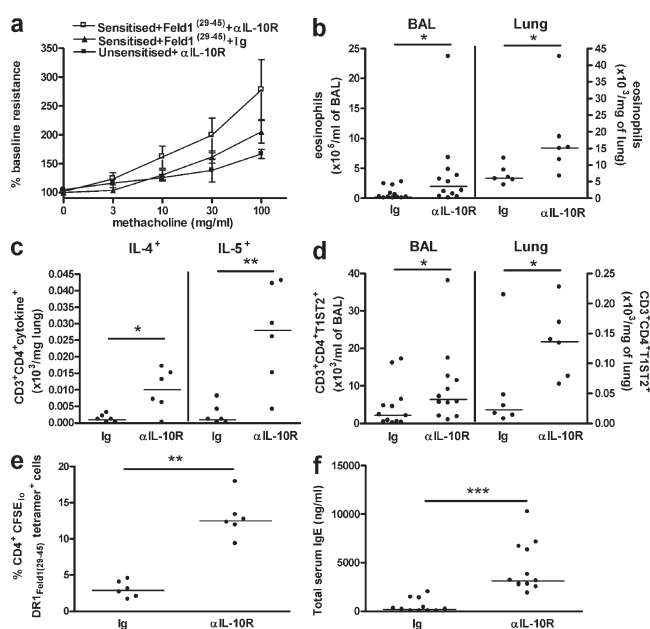 a
Sensitised+Feld1 (29-45)+αIL-10R
Sensitised+Feld1 (29-45)+Ig
Unsensitised+αIL-10R
% baseline resistance
350
300
250
200
150
100
0
3
10
30
100
methacholine (mg/ml)
b
BAL
Lung
*
*
eosinophils
(x10⁶/ml of BAL)
25
20
15
10
5
0
45
40
35
30
25
20
15
10
5
0
eosinophils
(x10³/mg of lung)
Ig
αIL-10R
Ig
αIL-10R
c
IL-4⁺
IL-5⁺
*
**
CD3⁺CD4⁺cytokine⁺
(x10³/mg lung)
0.045
0.040
0.035
0.030
0.025
0.020
0.015
0.010
0.005
0.000
Ig
αIL-10R
Ig
αIL-10R
d
BAL
Lung
*
*
CD3⁺CD4⁺T1ST2⁺
(x10³/ml of BAL)
40
30
20
10
0
0.25
0.20
0.15
0.10
0.05
0.00
CD3⁺CD4⁺T1ST2⁺
(x10³/mg of lung)
Ig
αIL-10R
Ig
αIL-10R
e
**
% CD4⁺ CFSElo
DR1Feld1(29-45) tetramer⁺ cells
20
15
10
5
0
Ig
αIL-10R
f
***
Total serum IgE (ng/ml)
15000
10000
5000
0
Ig
αIL-10R